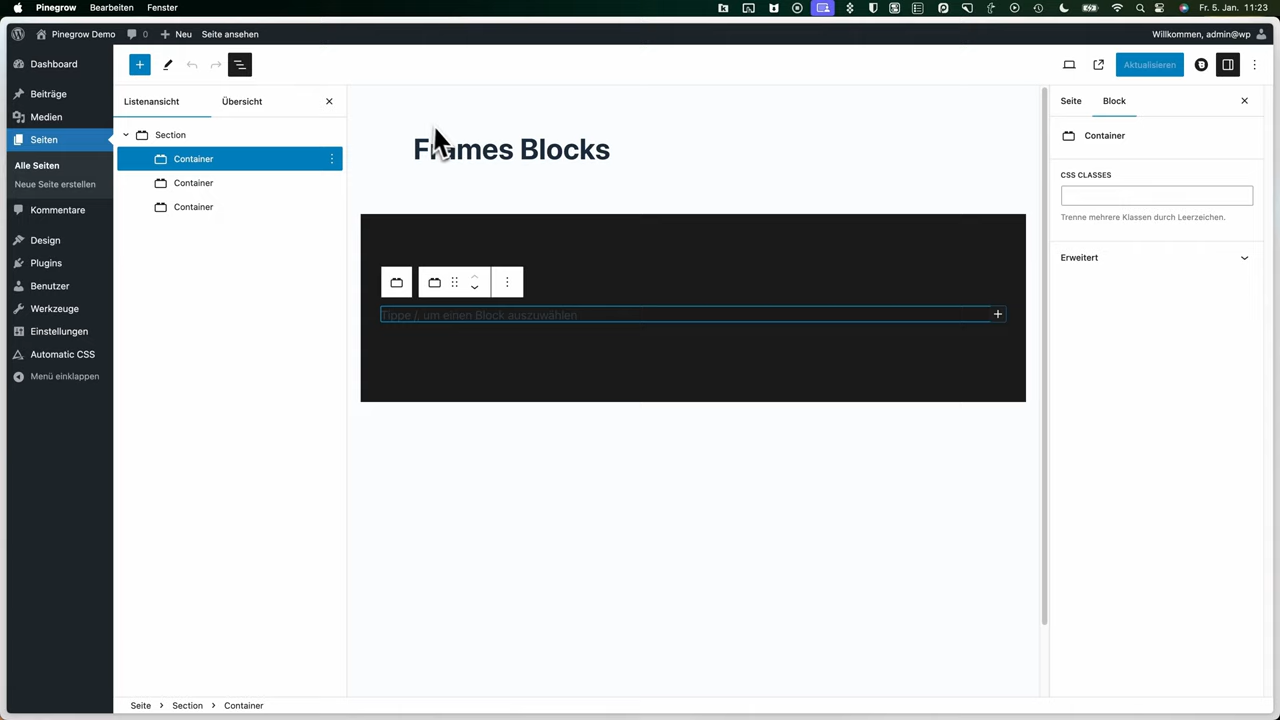 Pinegrow Bearbeiten Fenster Fr. 5. Jan. 11:23
Pinegrow Demo 0 Neu Seite ansehen Willkommen, admin@wp
Dashboard
Beiträge
Medien
Seiten
Alle Seiten
Neue Seite erstellen
Kommentare
Design
Plugins
Benutzer
Werkzeuge
Einstellungen
Automatic CSS
Menü einklappen
Aktualisieren
Listenansicht Übersicht
Section
Container
Container
Container
Frames Blocks
Tippe /, um einen Block auszuwählen
Seite Block
Container
CSS CLASSES
Trenne mehrere Klassen durch Leerzeichen.
Erweitert
Seite Section Container